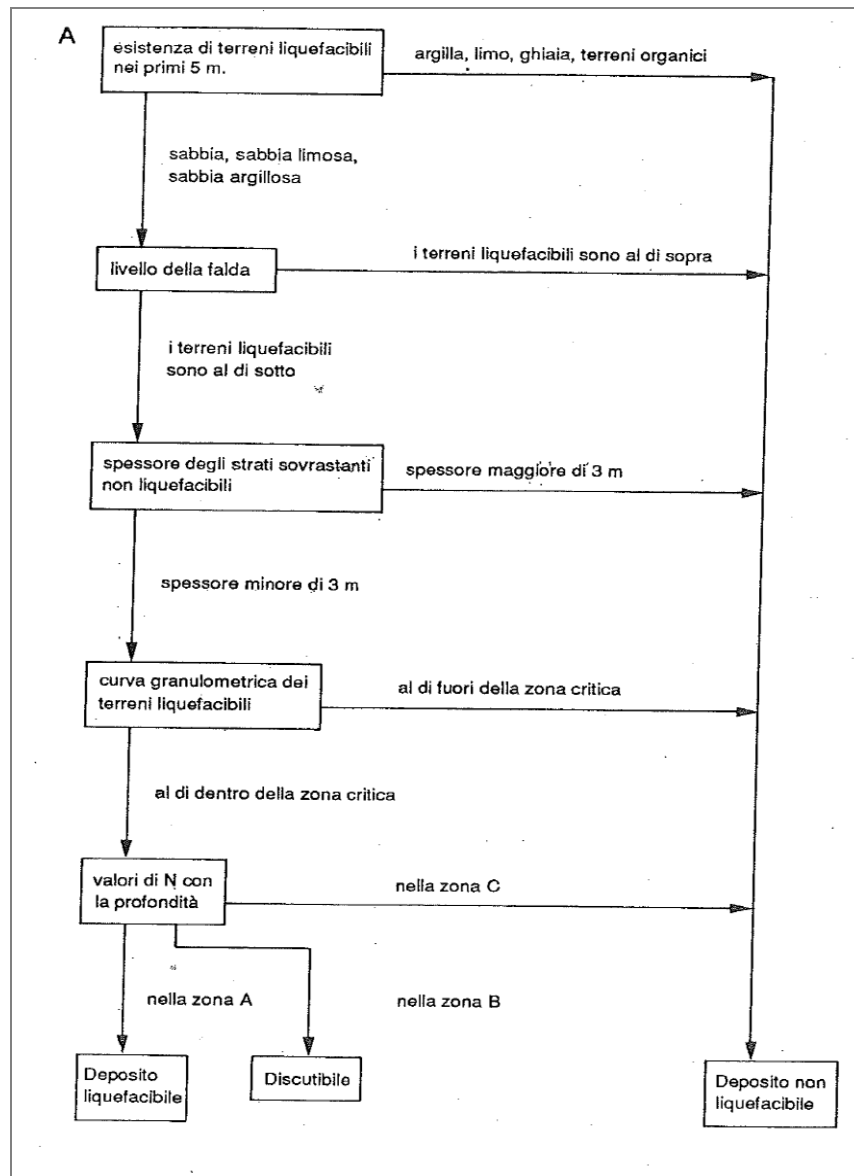 A
esistenza di terreni liquefacibili
nei primi 5 m.
argilla, limo, ghiaia, terreni organici
sabbia, sabbia limosa,
sabbia argillosa
livello della falda
i terreni liquefacibili sono al di sopra
i terreni liquefacibili
sono al di sotto
spessore degli strati sovrastanti
non liquefacibili
spessore maggiore di 3 m
spessore minore di 3 m
curva granulometrica dei
terreni liquefacibili
al di fuori della zona critica
al di dentro della zona critica
valori di N con
la profondità
nella zona C
nella zona A
nella zona B
Deposito
liquefacibile
Discutibile
Deposito non
liquefacibile